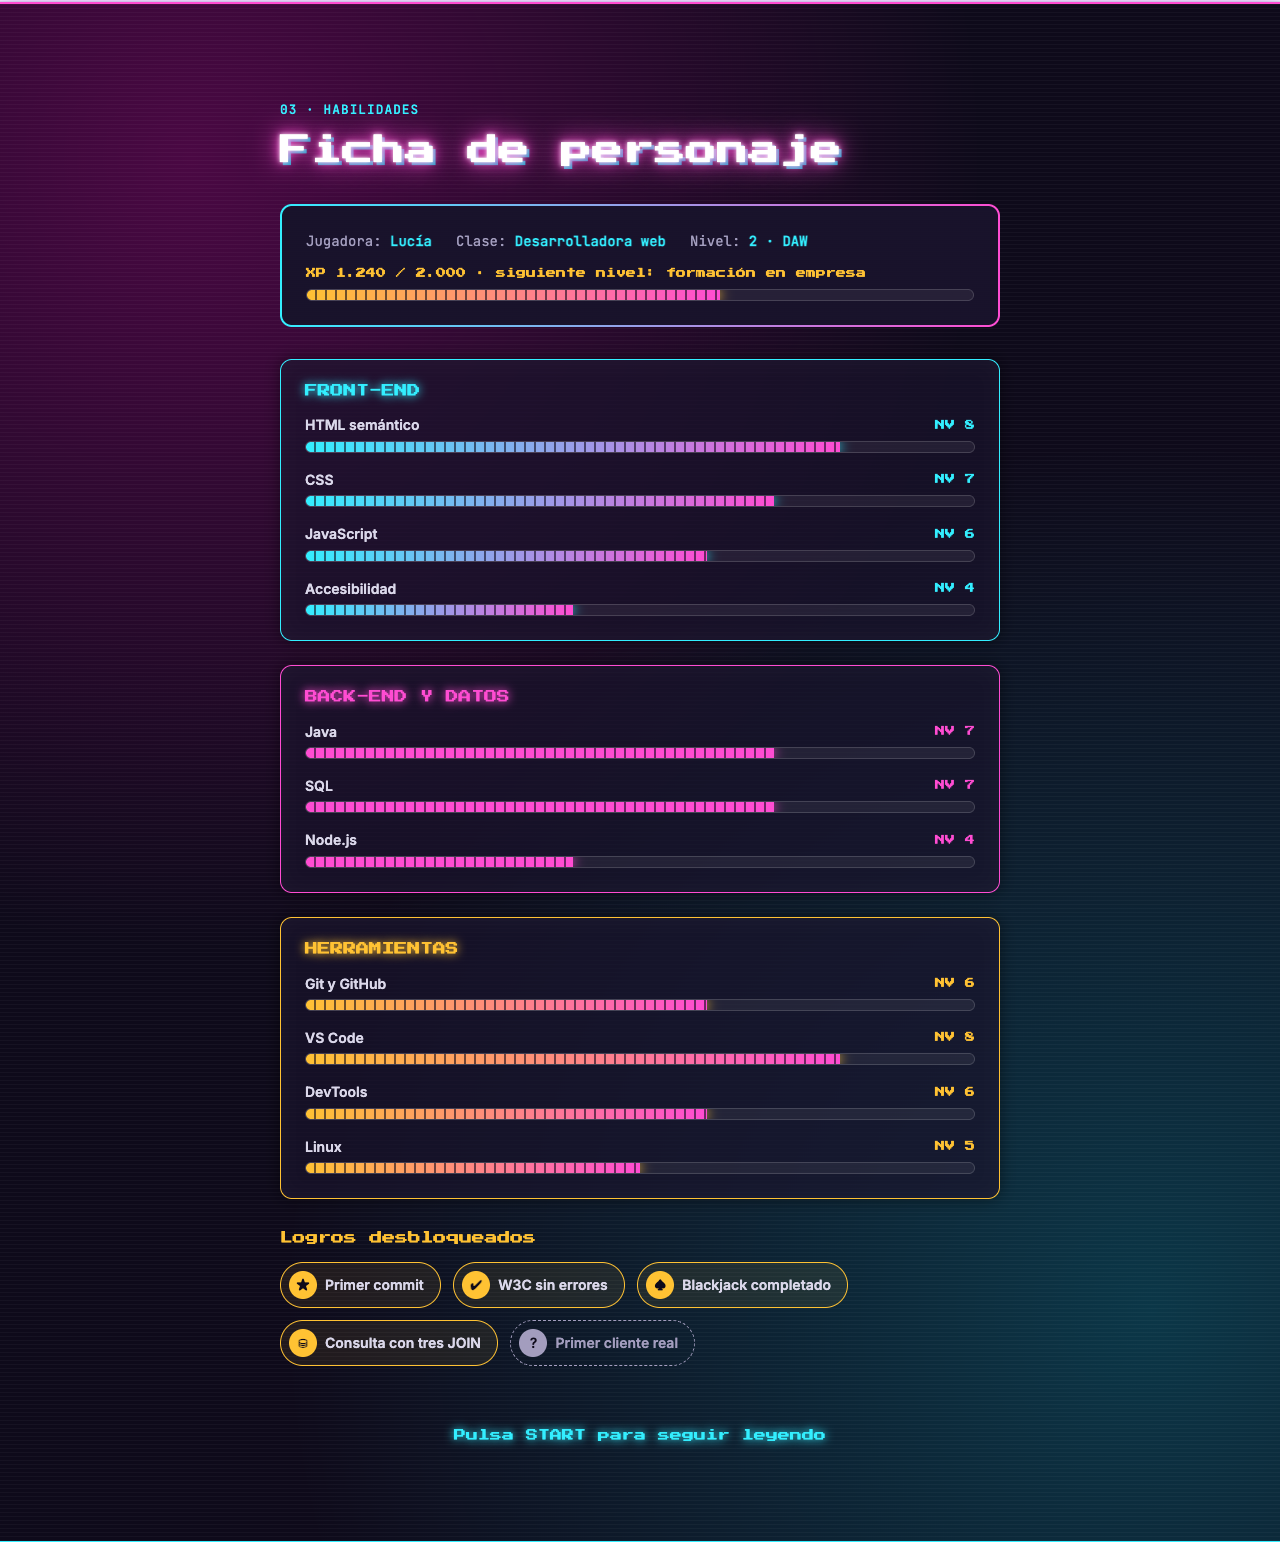 03 · HABILIDADES
Ficha de personaje
Jugadora: Lucía Clase: Desarrolladora web Nivel: 2 · DAW
XP 1.240 / 2.000 · siguiente nivel: formación en empresa
FRONT-END
HTML semántico NV 8
CSS NV 7
JavaScript NV 6
Accesibilidad NV 4
BACK-END Y DATOS
Java NV 7
SQL NV 7
Node.js NV 4
HERRAMIENTAS
Git y GitHub NV 6
VS Code NV 8
DevTools NV 6
Linux NV 5
Logros desbloqueados
★ Primer commit ✔ W3C sin errores ♠ Blackjack completado
⛁ Consulta con tres JOIN ? Primer cliente real
Pulsa START para seguir leyendo